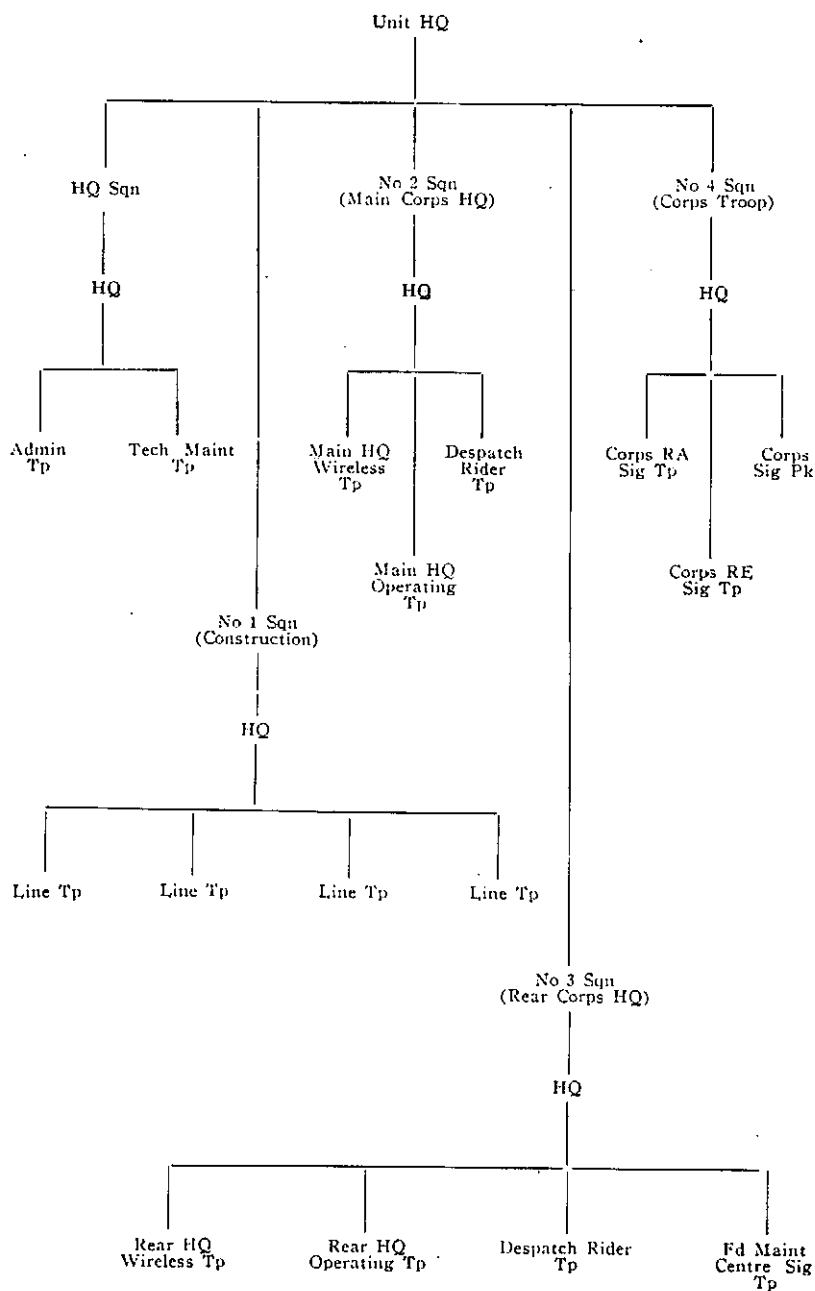 Unit HQ
HQ Sqn
No 2 Sqn
(Main Corps HQ)
No 4 Sqn
(Corps Troop)
HQ
HQ
HQ
Admin
Tp
Tech Maint
Tp
Main HQ
Wireless
Tp
Despatch
Rider
Tp
Corps RA
Sig Tp
Corps
Sig Pk
Main HQ
Operating
Tp
Corps RE
Sig Tp
No 1 Sqn
(Construction)
HQ
Line Tp
Line Tp
Line Tp
Line Tp
No 3 Sqn
(Rear Corps HQ)
HQ
Rear HQ
Wireless Tp
Rear HQ
Operating Tp
Despatch Rider
Tp
Fd Maint
Centre Sig
Tp